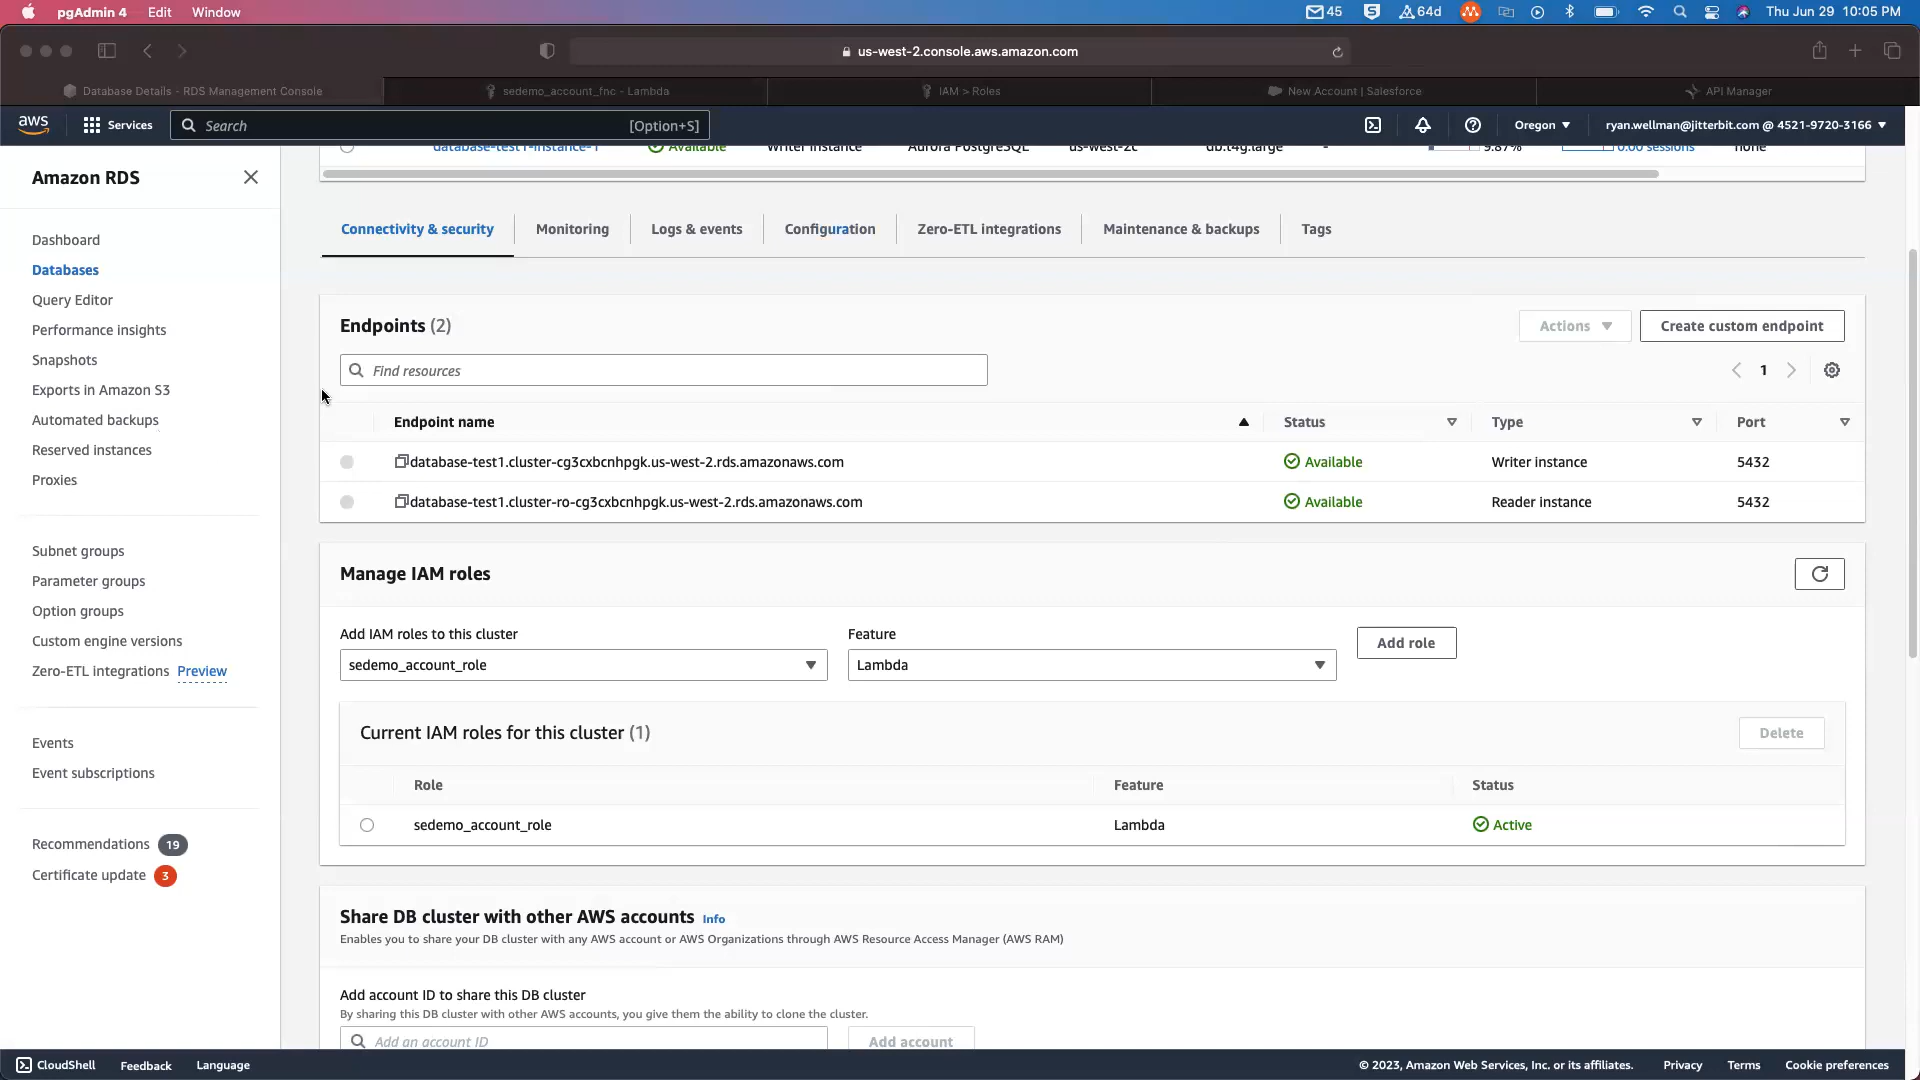 pgAdmin 4 Edit Window 45 64d Thu Jun 29 10:05 PM
us-west-2.console.aws.amazon.com
Database Details - RDS Management Console sedemo_account_fnc - Lambda IAM > Roles New Account | Salesforce API Manager
aws Services Search [Option+S] Oregon ryan.wellman@jitterbit.com @ 4521-9720-3166
database-test1-instance-1 Available Writer instance Aurora PostgreSQL us-west-2c db.t4g.large - 9.87% 0.00 sessions none
Amazon RDS
Dashboard
Databases
Query Editor
Performance insights
Snapshots
Exports in Amazon S3
Automated backups
Reserved instances
Proxies
Subnet groups
Parameter groups
Option groups
Custom engine versions
Zero-ETL integrations Preview
Events
Event subscriptions
Recommendations 19
Certificate update 3
Connectivity & security Monitoring Logs & events Configuration Zero-ETL integrations Maintenance & backups Tags
Endpoints (2) Actions Create custom endpoint
Find resources 1
Endpoint name Status Type Port
database-test1.cluster-cg3cxbcnhpgk.us-west-2.rds.amazonaws.com Available Writer instance 5432
database-test1.cluster-ro-cg3cxbcnhpgk.us-west-2.rds.amazonaws.com Available Reader instance 5432
Manage IAM roles
Add IAM roles to this cluster Feature
sedemo_account_role Lambda Add role
Current IAM roles for this cluster (1) Delete
Role Feature Status
sedemo_account_role Lambda Active
Share DB cluster with other AWS accounts Info
Enables you to share your DB cluster with any AWS account or AWS Organizations through AWS Resource Access Manager (AWS RAM)
Add account ID to share this DB cluster
By sharing this DB cluster with other AWS accounts, you give them the ability to clone the cluster.
Add an account ID Add account
CloudShell Feedback Language © 2023, Amazon Web Services, Inc. or its affiliates. Privacy Terms Cookie preferences